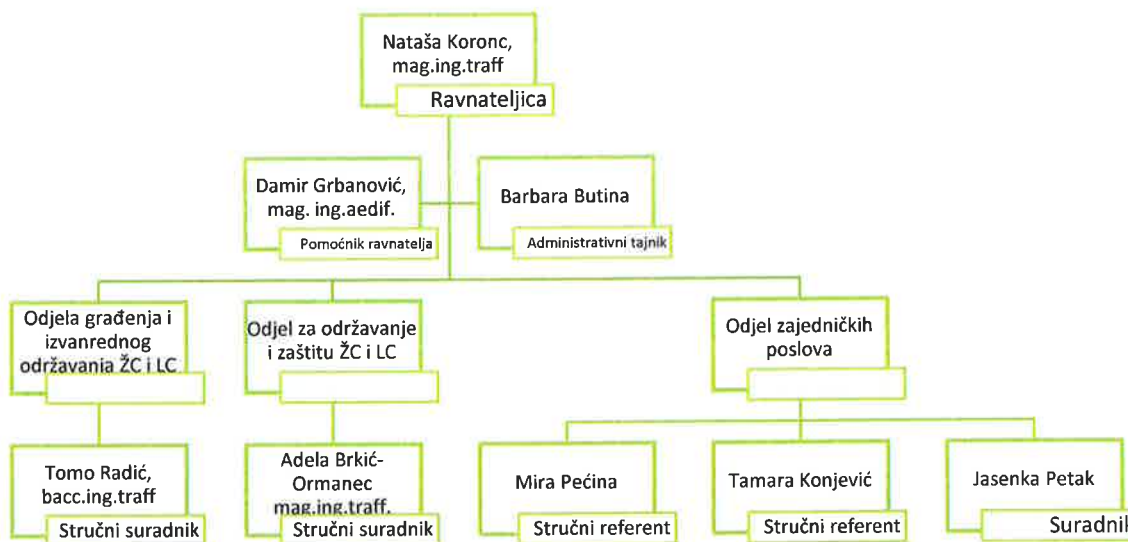 Nataša Koronc,
mag.ing.traff
Ravnateljica
Damir Grbanović,
mag. ing.aedif.
Pomoćnik ravnatelja
Barbara Butina
Administrativni tajnik
Odjela građenja i
izvanrednog
održavania ŽC i LC
Odjel za održavanje
i zaštitu ŽC i LC
Odjel zajedničkih
poslova
Tomo Radić,
bacc.ing.traff
Stručni suradnik
Adela Brkić-
Ormanec
mag.ing.traff.
Stručni suradnik
Mira Pećina
Stručni referent
Tamara Konjević
Stručni referent
Jasenka Petak
Suradnik